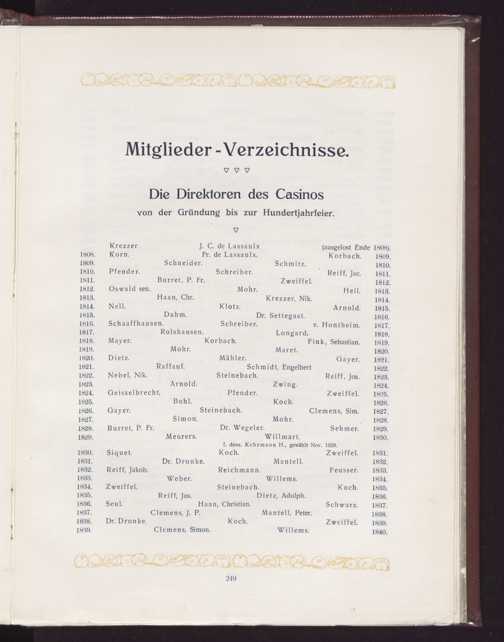 Mitglieder-Verzeichnisse.
▽ ▽ ▽
Die Direktoren des Casinos
von der Gründung bis zur Hundertjahrfeier.
▽
Krezzer J. C. de Lassaulx (ausgelost Ende 1808).
1808. Korn. Fr. de Lassaulx. Korbach. 1809.
1809. Schneider. Schmitz. 1810.
1810. Pfender. Schreiber. Reiff, Jac. 1811.
1811. Burret, P. Fr. Zweiffel. 1812.
1812. Oswald sen. Mohr. Heil. 1813.
1813. Haan, Chr. Krezzer, Nik. 1814.
1814. Nell. Klotz. Arnold. 1815.
1815. Dahm. Dr. Settegast. 1816.
1816. Schaaffhausen. Schreiber. v. Hontheim. 1817.
1817. Rolshausen. Longard. 1818.
1818. Mayer. Korbach. Fink, Sebastian. 1819.
1819. Mohr. Maret. 1820.
1820. Dietz. Mähler. Gayer. 1821.
1821. Raffauf. Schmidt, Engelbert 1822.
1822. Nebel, Nik. Steinebach. Reiff, Jos. 1823.
1823. Arnold. Zwing. 1824.
1824. Geisselbrecht. Pfender. Zweiffel. 1825.
1825. Bohl. Koch. 1826.
1826. Gayer. Steinebach. Clemens, Sim. 1827.
1827. Simon. Mohr. 1828.
1828. Burret, P. Fr. Dr. Wegeler. Sehmer. 1829.
1829. Meurers. Willmart. 1830.
f. dens. Kehrmann H., gewählt Nov. 1829.
1830. Siquet. Koch. Zweiffel. 1831.
1831. Dr. Dronke. Mantell. 1832.
1832. Reiff, Jakob. Reichmann. Feusser. 1833.
1833. Weber. Willems. 1834.
1834. Zweiffel. Steinebach. Koch. 1835.
1835. Reiff, Jos. Dietz, Adolph. 1836.
1836. Seul. Haan, Christian. Schwarz. 1837.
1837. Clemens, J. P. Mantell, Peter. 1838.
1838. Dr. Dronke. Koch. Zweiffel. 1839.
1839. Clemens, Simon. Willems. 1840.
249